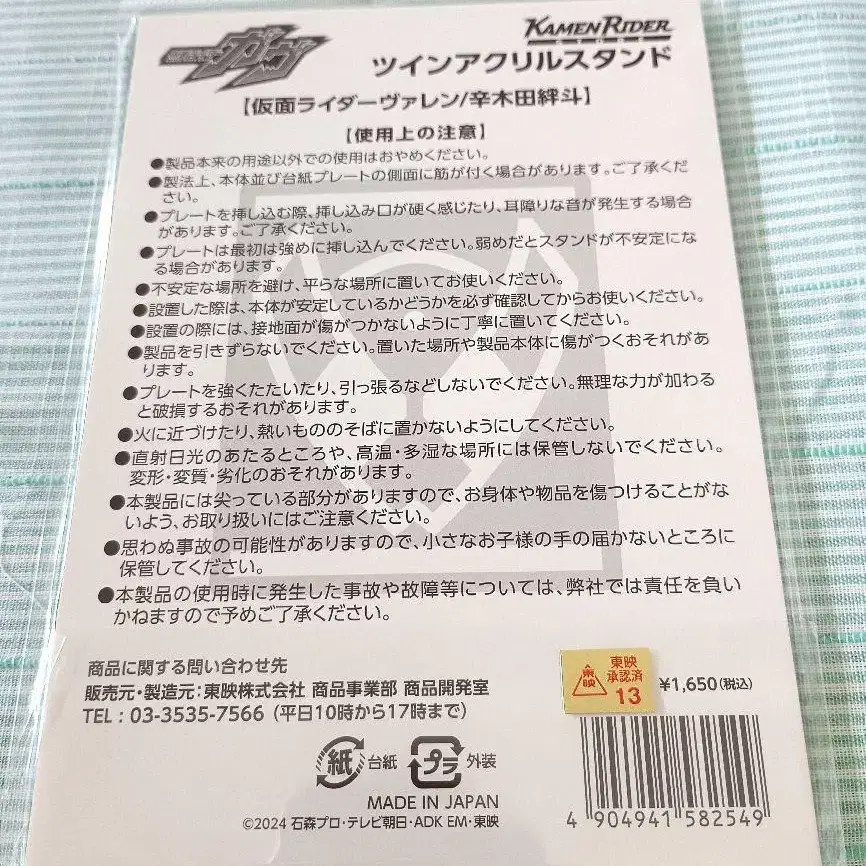 仮面ライダー
ガヴ
KAMEN RIDER
ツインアクリルスタンド
【仮面ライダーヴァレン/辛木田絆斗】
【使用上の注意】
●製品本来の用途以外での使用はおやめください。
●製法上、本体並び台紙プレートの側面に筋が付く場合があります。ご了承くだ
さい。
●プレートを挿し込む際、挿し込み口が硬く感じたり、耳障りな音が発生する場合
があります。ご了承ください。
●プレートは最初は強めに挿し込んでください。弱めだとスタンドが不安定にな
る場合があります。
●不安定な場所を避け、平らな場所に置いてお使いください。
●設置した際は、本体が安定しているかどうかを必ず確認してからお使いください。
●設置の際には、接地面が傷がつかないように丁寧に置いてください。
●製品を引きずらないでください。置いた場所や製品本体に傷がつくおそれがあ
ります。
●プレートを強くたたいたり、引っ張るなどしないでください。無理な力が加わる
と破損するおそれがあります。
●火に近づけたり、熱いもののそばに置かないようにしてください。
●直射日光のあたるところや、高温・多湿な場所には保管しないでください。
変形・変質・劣化のおそれがあります。
●本製品には尖っている部分がありますので、お身体や物品を傷つけることがな
いよう、お取り扱いにはご注意ください。
●思わぬ事故の可能性がありますので、小さなお子様の手の届かないところに
保管してください。
●本製品の使用時に発生した事故や故障等については、弊社では責任を負い
かねますので予めご了承ください。
商品に関する問い合わせ先
販売元・製造元：東映株式会社 商品事業部 商品開発室
TEL：03-3535-7566（平日10時から17時まで）
東映
東映
承認済
13
¥1,650(税込)
紙 台紙 プラ 外装
MADE IN JAPAN
©2024 石森プロ・テレビ朝日・ADK EM・東映
4 904941 582549